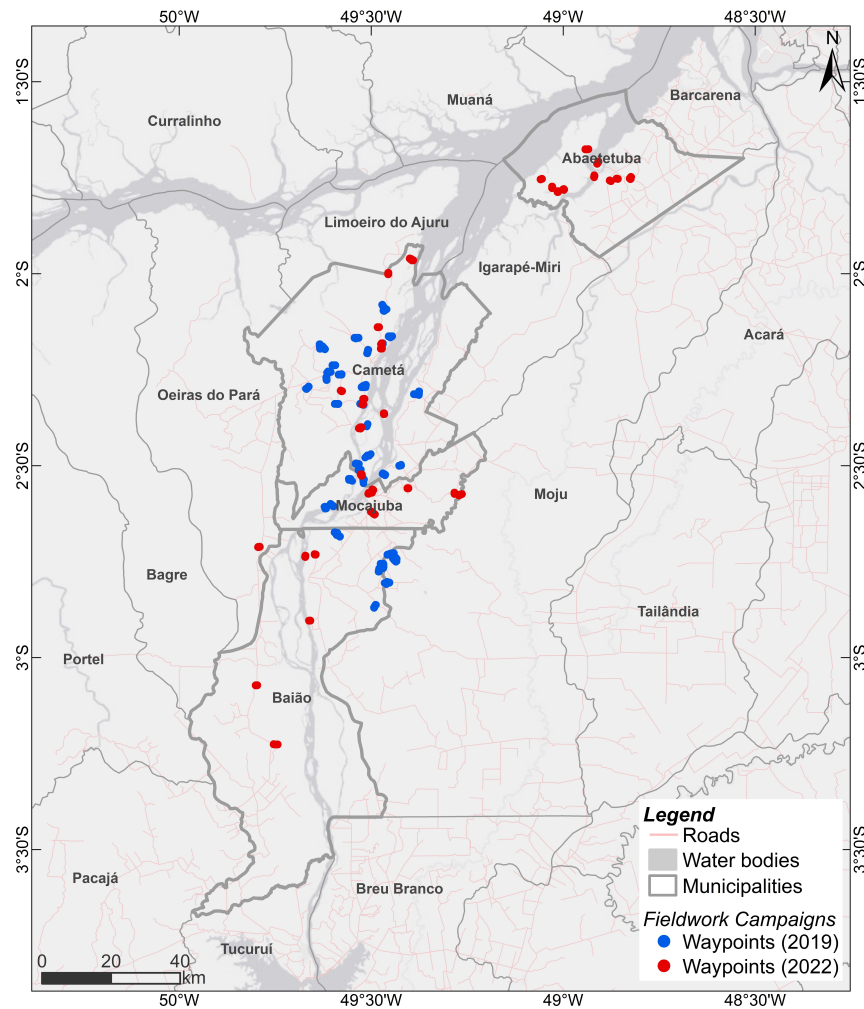 50°W 49°30'W 49°W 48°30'W
N
1°30'S 1°30'S
Muaná
Barcarena
Curralinho
Abaetetuba
Limoeiro do Ajuru
Igarapé-Miri
2°S 2°S
Acará
Cametá
Oeiras do Pará
2°30'S 2°30'S
Moju
Mocajuba
Bagre
Tailândia
Portel
3°S 3°S
Baião
Legend
Roads
Water bodies
Municipalities
Fieldwork Campaigns
Waypoints (2019)
Waypoints (2022)
3°30'S 3°30'S
Pacajá
Breu Branco
Tucuruí
0 20 40
km
50°W 49°30'W 49°W 48°30'W